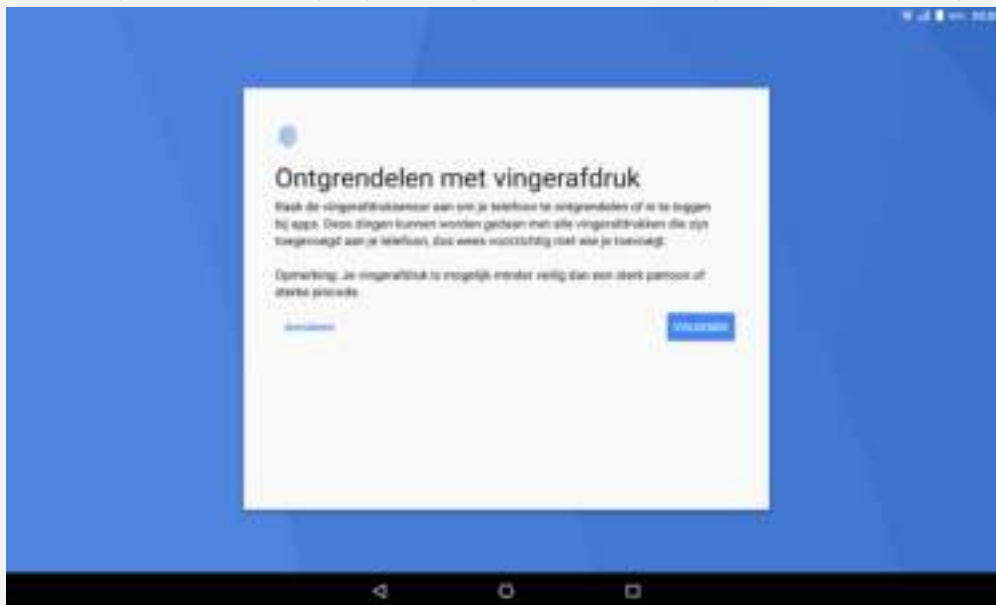 Ontgrendelen met vingerafdruk
Raak de vingerafdruksensor aan om je telefoon te ontgrendelen of in te loggen
bij apps. Deze dingen kunnen worden gedaan met alle vingerafdrukken die zijn
toegevoegd aan je telefoon, dus wees voorzichtig met wie je toevoegt.
Opmerking: Je vingerafdruk is mogelijk minder veilig dan een sterk patroon of
sterke pincode.